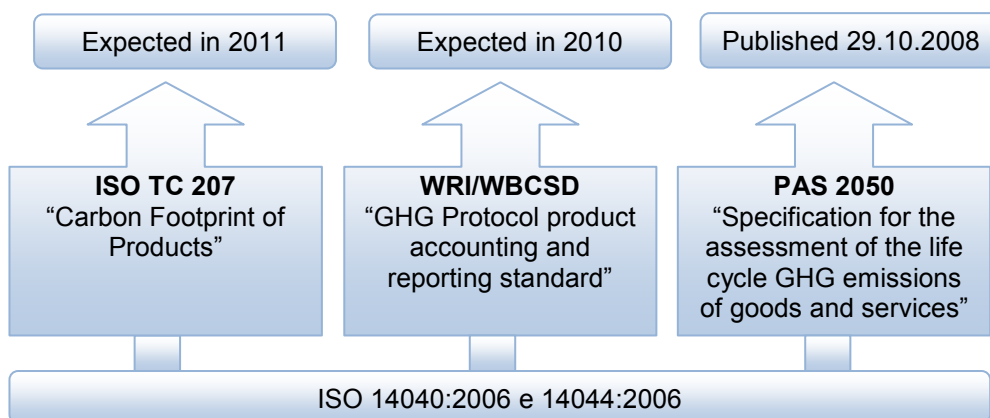 Expected in 2011
Expected in 2010
Published 29.10.2008
ISO TC 207
“Carbon Footprint of
Products”
WRI/WBCSD
“GHG Protocol product
accounting and
reporting standard”
PAS 2050
“Specification for the
assessment of the life
cycle GHG emissions
of goods and services”
ISO 14040:2006 e 14044:2006